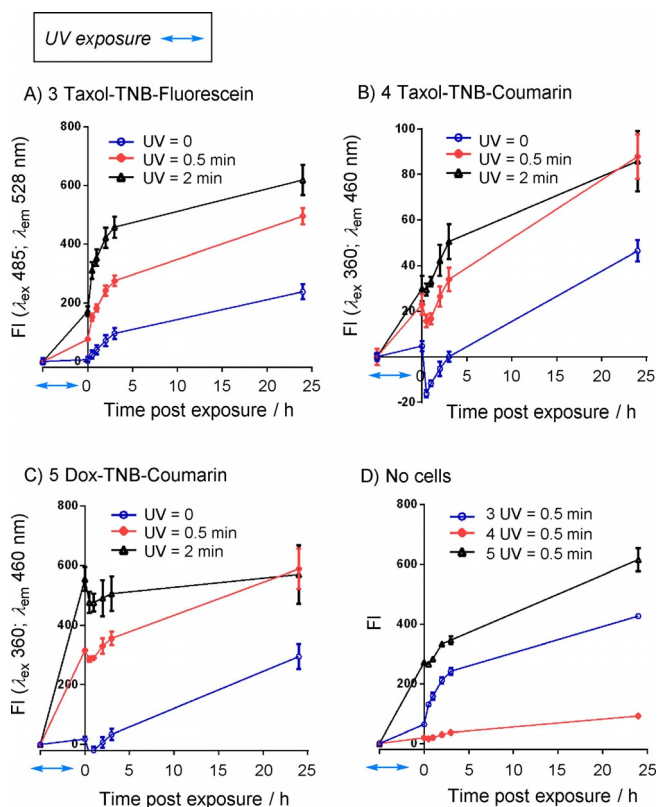 UV exposure
A) 3 Taxol-TNB-Fluorescein
FI (λex 485; λem 528 nm)
800
600
400
200
0
UV = 0
UV = 0.5 min
UV = 2 min
0 5 10 15 20 25
Time post exposure / h
B) 4 Taxol-TNB-Coumarin
FI (λex 360; λem 460 nm)
100
80
60
40
20
0
-20
UV = 0
UV = 0.5 min
UV = 2 min
0 5 10 15 20 25
Time post exposure / h
C) 5 Dox-TNB-Coumarin
FI (λex 360; λem 460 nm)
800
600
400
200
0
UV = 0
UV = 0.5 min
UV = 2 min
0 5 10 15 20 25
Time post exposure / h
D) No cells
FI
800
600
400
200
0
3 UV = 0.5 min
4 UV = 0.5 min
5 UV = 0.5 min
0 5 10 15 20 25
Time post exposure / h